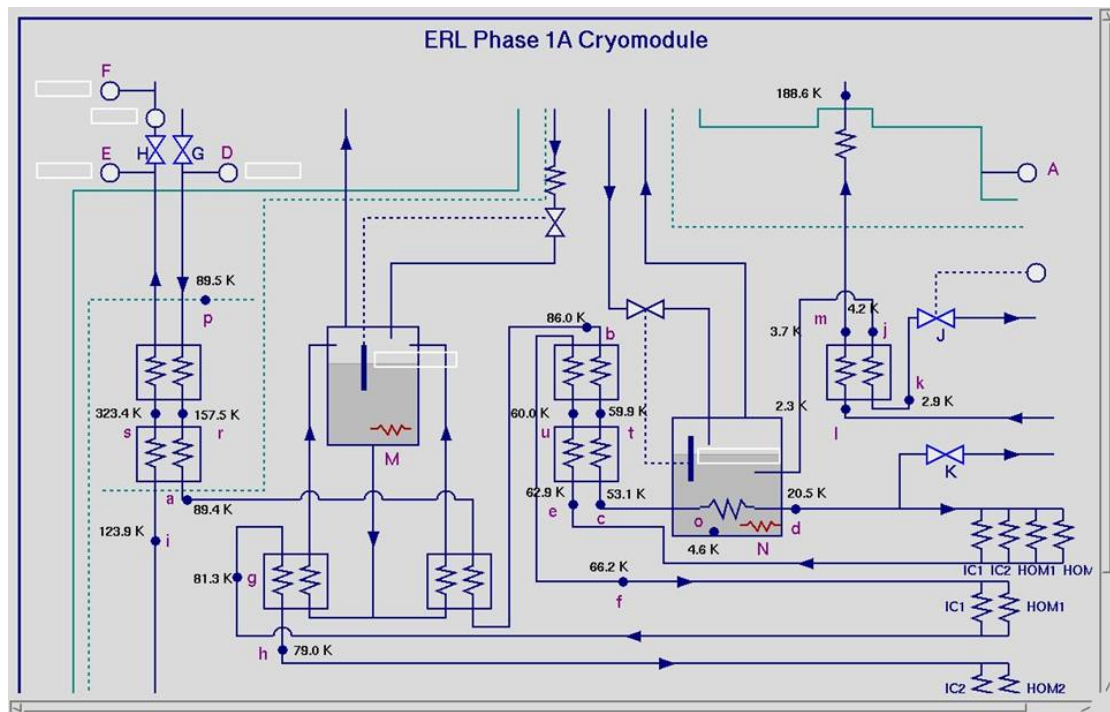 ERL Phase 1A Cryomodule
F
188.6 K
H
G
E
D
A
89.5 K
p
86.0 K
b
m
4.2 K
j
3.7 K
J
k
323.4 K
157.5 K
60.0 K
59.9 K
2.3 K
2.9 K
s
r
u
t
l
M
K
a
89.4 K
62.9 K
53.1 K
20.5 K
e
c
o
d
123.9 K
i
4.6 K
N
g
81.3 K
66.2 K
f
IC1
IC2
HOM1
HOM
IC1
HOM1
h
79.0 K
IC2
HOM2